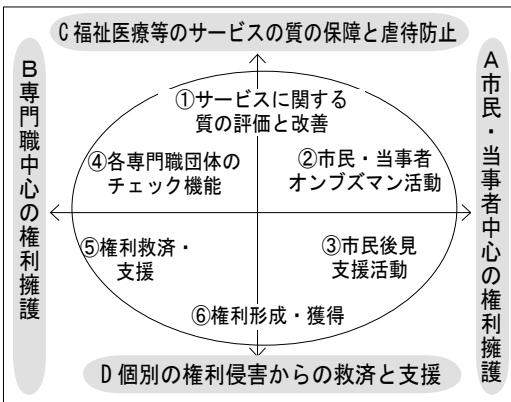 C 福祉医療等のサービスの質の保障と虐待防止
B 専門職中心の権利擁護
A 市民・当事者中心の権利擁護
①サービスに関する
質の評価と改善
④各専門職団体の
チェック機能
②市民・当事者
オンブズマン活動
⑤権利救済・
支援
③市民後見
支援活動
⑥権利形成・獲得
D 個別の権利侵害からの救済と支援